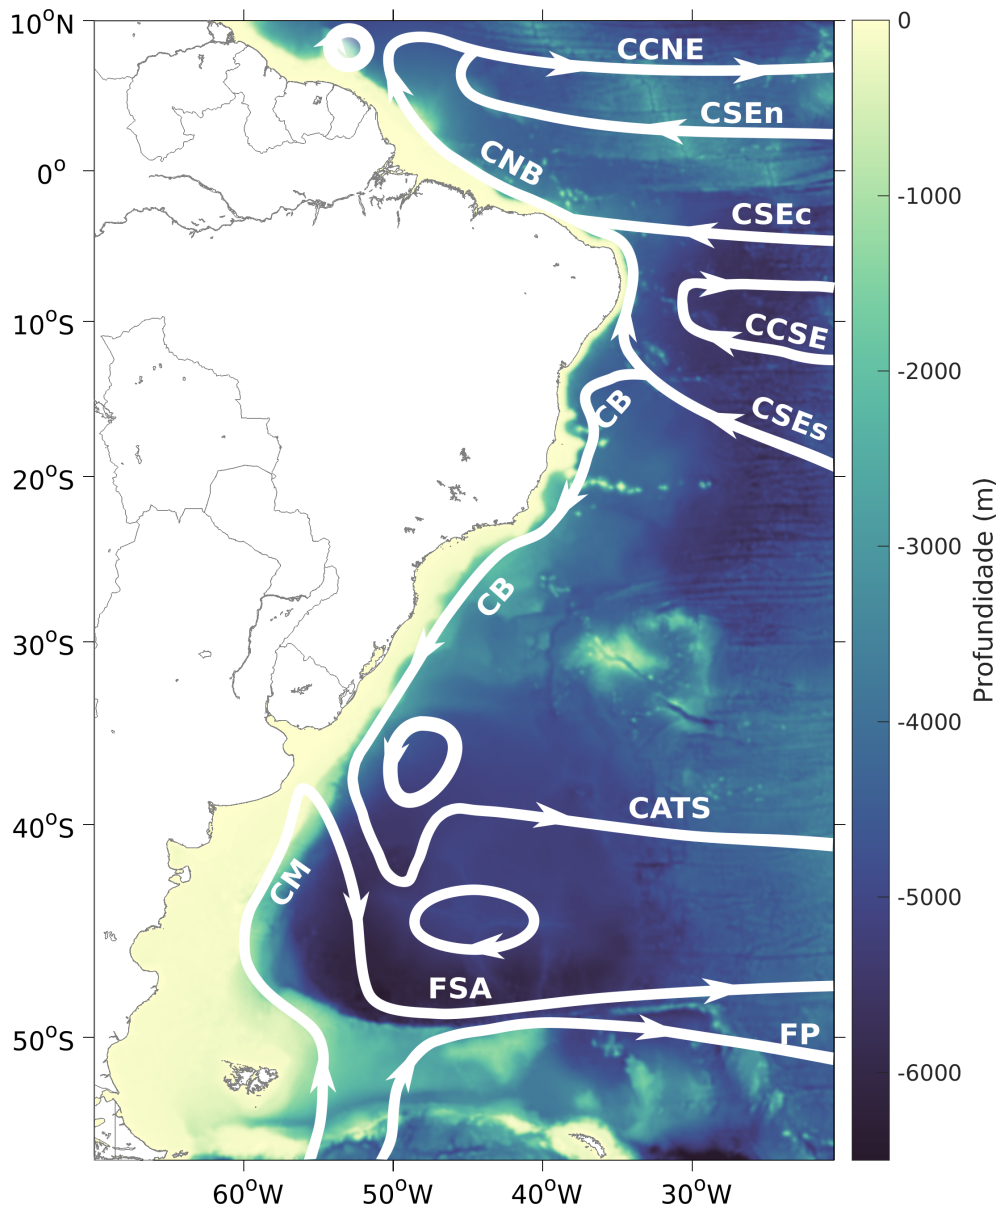 10°N
0°
10°S
20°S
30°S
40°S
50°S
60°W
50°W
40°W
30°W
CCNE
CSEn
CNB
CSEc
CCSE
CSEs
CB
CB
CATS
CM
FSA
FP
0
-1000
-2000
-3000
-4000
-5000
-6000
Profundidade (m)